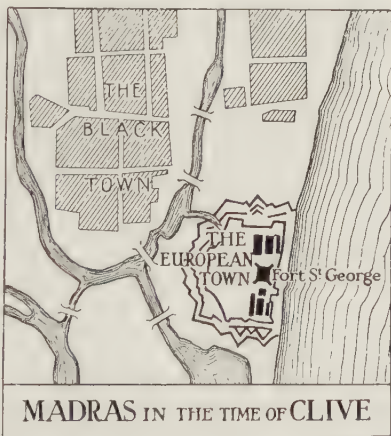 THE
BLACK
TOWN
THE
EUROPEAN
TOWN
Fort St George
MADRAS IN THE TIME OF CLIVE